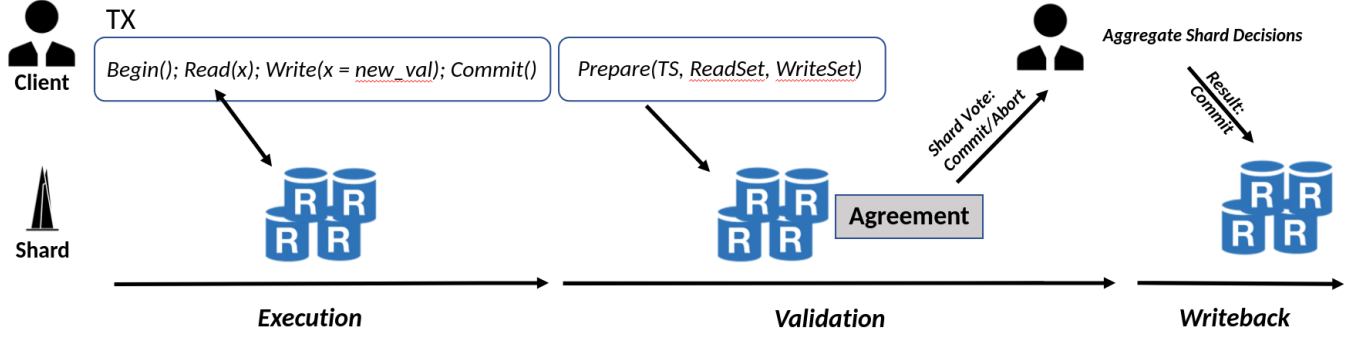 TX
Client
Begin(); Read(x); Write(x = new_val); Commit()
Prepare(TS, ReadSet, WriteSet)
Shard Vote:
Commit/Abort
Aggregate Shard Decisions
Result:
Commit
Shard
R R
R R
R R
R R
Agreement
R R
R R
Execution
Validation
Writeback